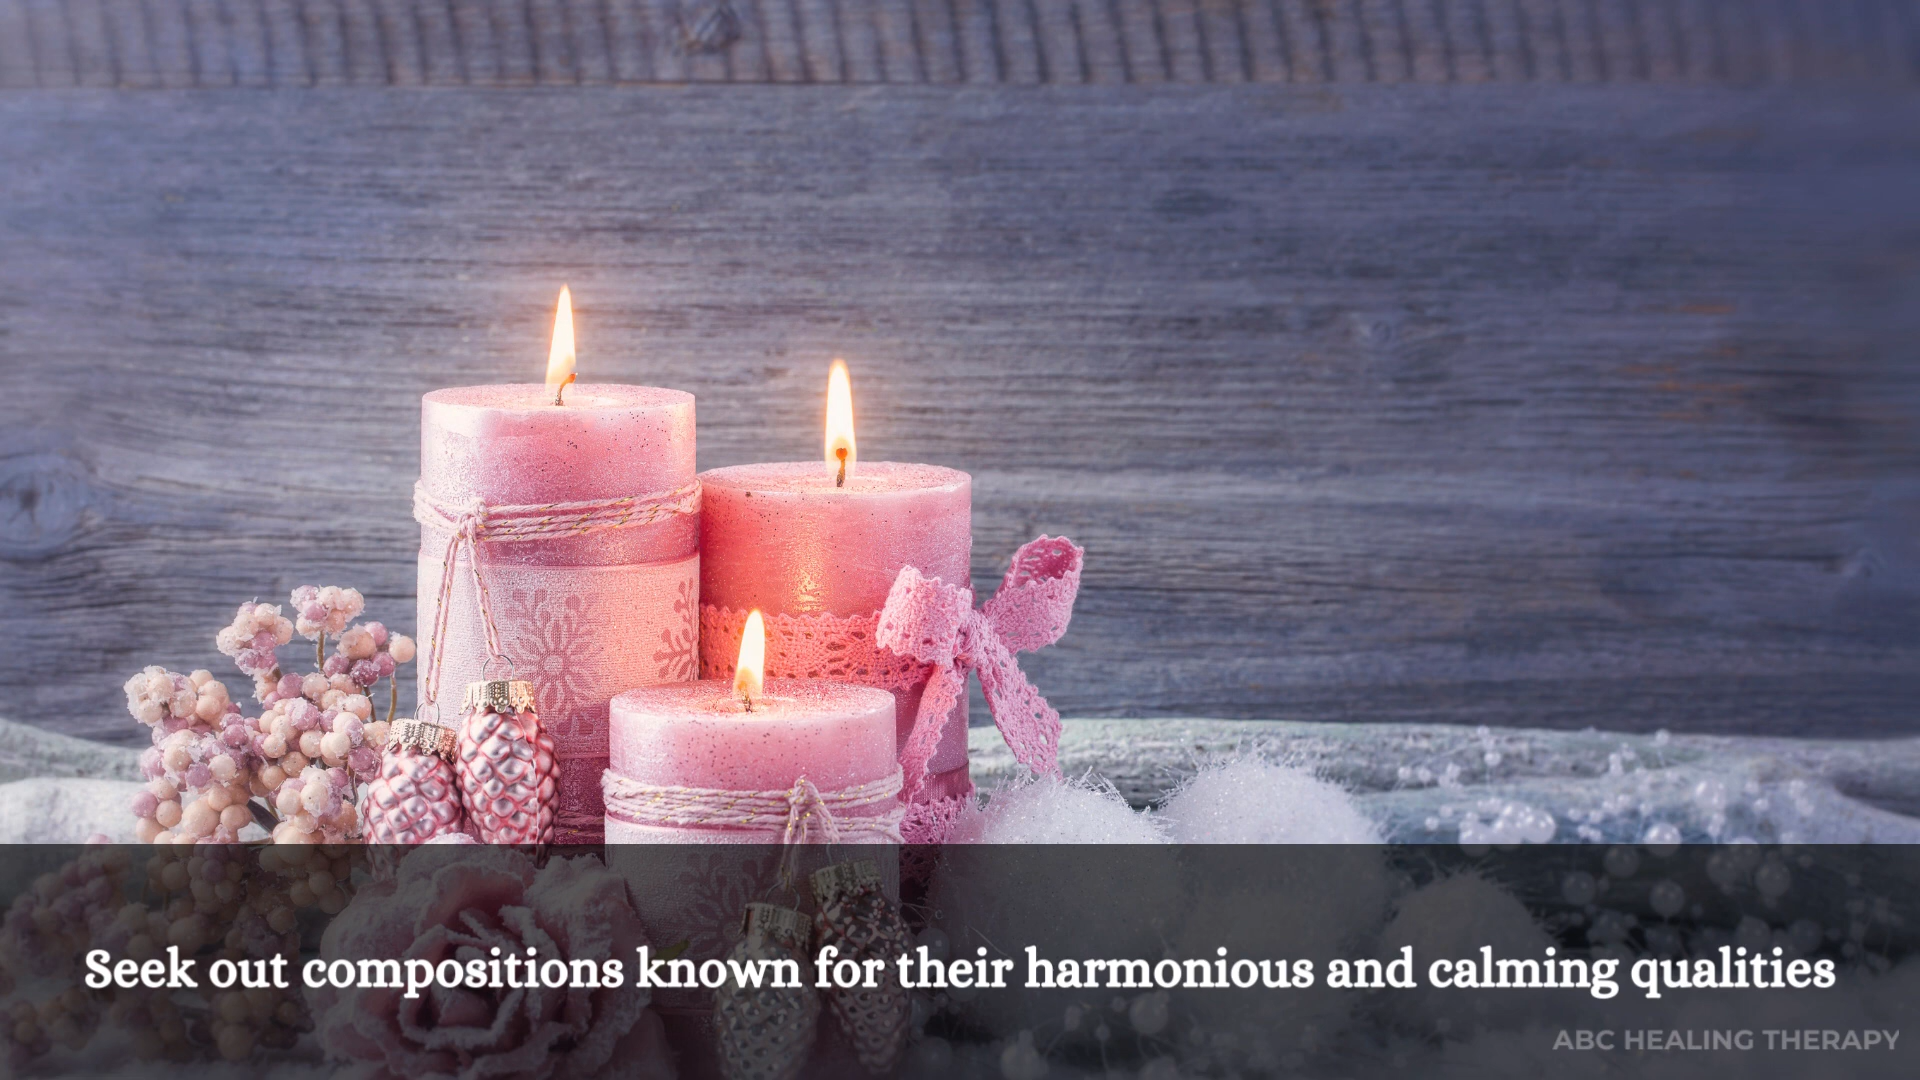 Seek out compositions known for their harmonious and calming qualities
ABC HEALING THERAPY